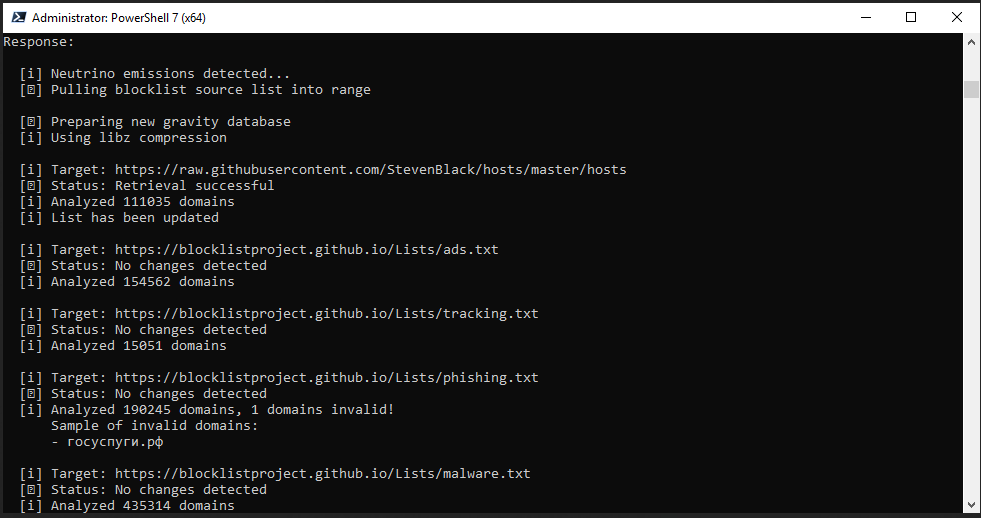 Administrator: PowerShell 7 (x64)
Response:
[i] Neutrino emissions detected...
[⍰] Pulling blocklist source list into range
[⍰] Preparing new gravity database
[i] Using libz compression
[i] Target: https://raw.githubusercontent.com/StevenBlack/hosts/master/hosts
[⍰] Status: Retrieval successful
[i] Analyzed 111035 domains
[i] List has been updated
[i] Target: https://blocklistproject.github.io/Lists/ads.txt
[⍰] Status: No changes detected
[i] Analyzed 154562 domains
[i] Target: https://blocklistproject.github.io/Lists/tracking.txt
[⍰] Status: No changes detected
[i] Analyzed 15051 domains
[i] Target: https://blocklistproject.github.io/Lists/phishing.txt
[⍰] Status: No changes detected
[i] Analyzed 190245 domains, 1 domains invalid!
Sample of invalid domains:
- госуспуги.рф
[i] Target: https://blocklistproject.github.io/Lists/malware.txt
[⍰] Status: No changes detected
[i] Analyzed 435314 domains